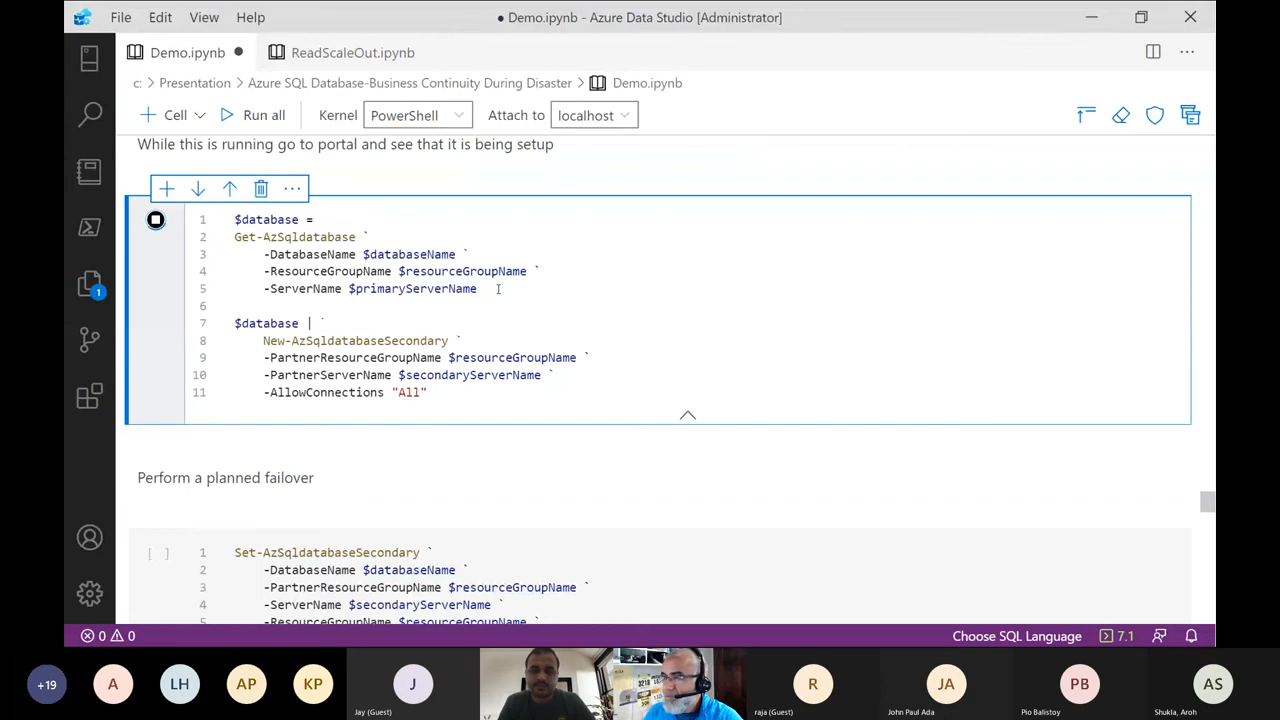 File Edit View Help
● Demo.ipynb - Azure Data Studio [Administrator]
Demo.ipynb ●
ReadScaleOut.ipynb
c: > Presentation > Azure SQL Database-Business Continuity During Disaster > Demo.ipynb
+ Cell Run all Kernel PowerShell Attach to localhost
While this is running go to portal and see that it is being setup
1 $database =
2 Get-AzSqldatabase `
3 -DatabaseName $databaseName `
4 -ResourceGroupName $resourceGroupName `
5 -ServerName $primaryServerName
6
7 $database | `
8 New-AzSqldatabaseSecondary `
9 -PartnerResourceGroupName $resourceGroupName `
10 -PartnerServerName $secondaryServerName `
11 -AllowConnections "All"
1
Perform a planned failover
[ ] 1 Set-AzSqldatabaseSecondary `
2 -DatabaseName $databaseName `
3 -PartnerResourceGroupName $resourceGroupName `
4 -ServerName $secondaryServerName `
5 -ResourceGroupName $resourceGroupName `
0 0
Choose SQL Language 7.1
+19 A LH AP KP J R JA PB AS
3218
Jay (Guest)
raja (Guest)
John Paul Ada
Pio Balistoy
Shukla, Aroh